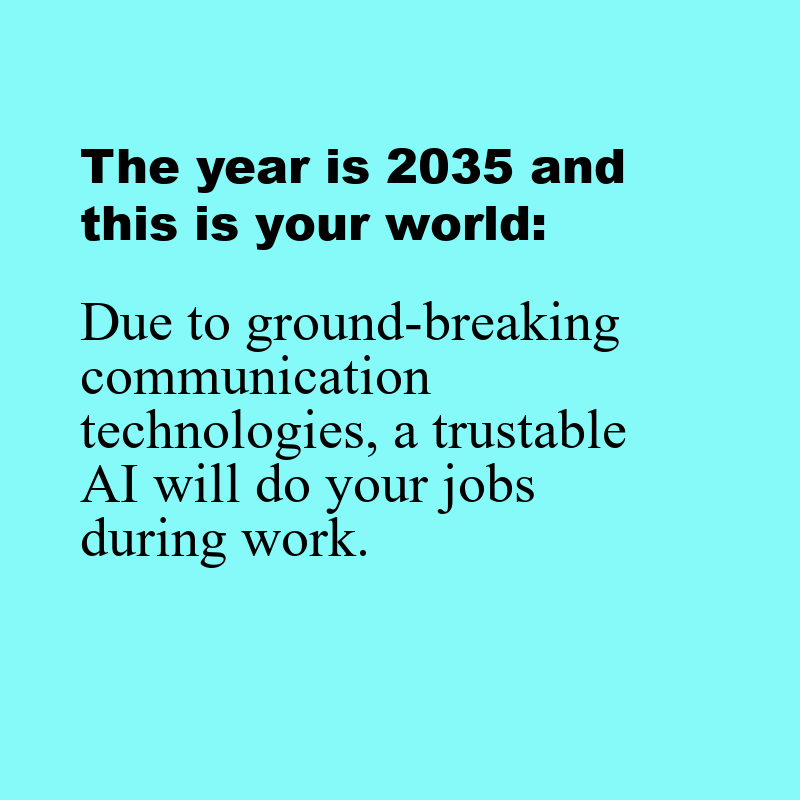 The year is 2035 and
this is your world:
Due to ground-breaking
communication
technologies, a trustable
AI will do your jobs
during work.